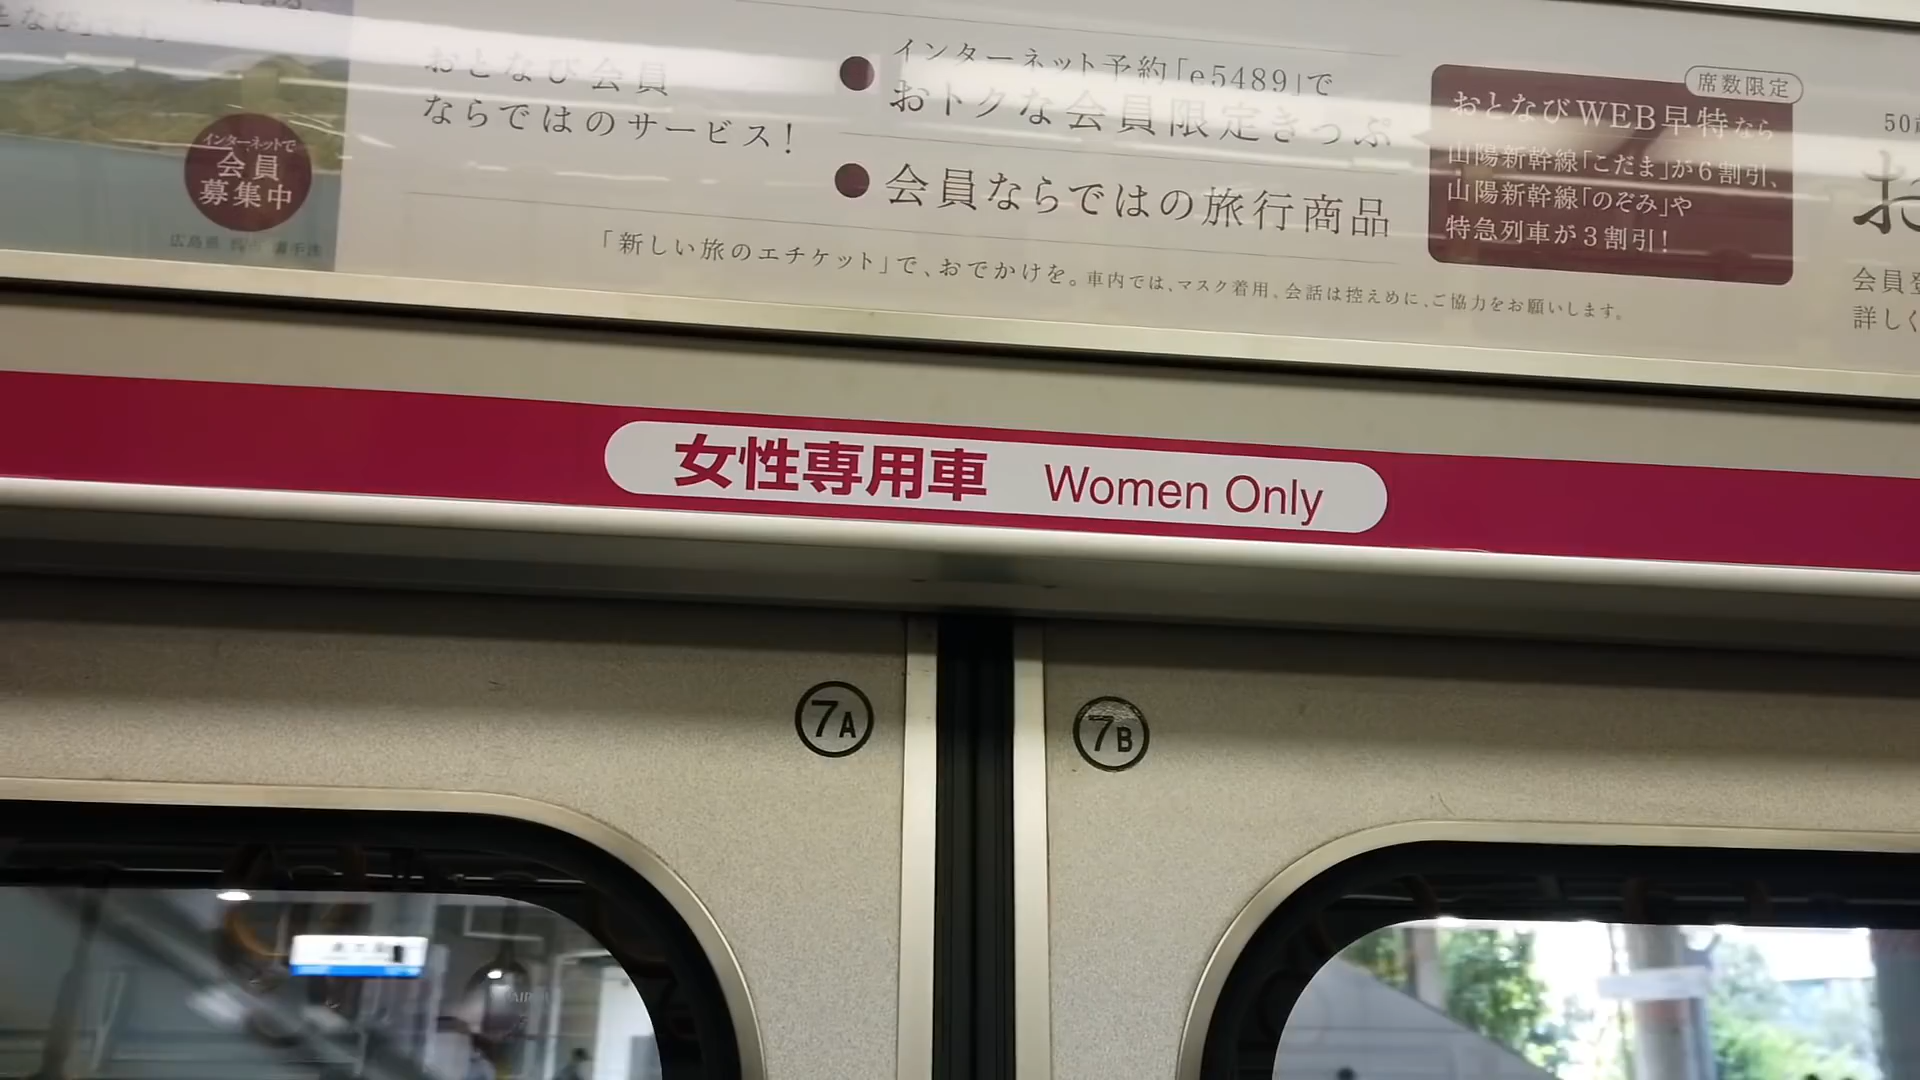 おとなび会員
ならではのサービス！
インターネット予約「e5489」で
おトクな会員限定きっぷ
会員ならではの旅行商品
席数限定
おとなびWEB早特なら
山陽新幹線「こだま」が6割引、
山陽新幹線「のぞみ」や
特急列車が3割引！
インターネットで
会員
募集中
広島県
「新しい旅のエチケット」で、おでかけを。車内では、マスク着用、会話は控えめに、ご協力をお願いします。
50
お
会員
詳しく
女性専用車 Women Only
7A
7B